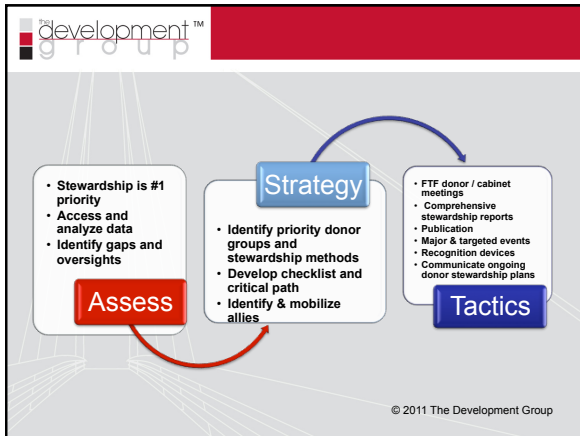 the
development™
group
• Stewardship is #1
priority
• Access and
analyze data
• Identify gaps and
oversights
Assess
Strategy
• Identify priority donor
groups and
stewardship methods
• Develop checklist and
critical path
• Identify & mobilize
allies
• FTF donor / cabinet
meetings
• Comprehensive
stewardship reports
• Publication
• Major & targeted events
• Recognition devices
• Communicate ongoing
donor stewardship plans
Tactics
© 2011 The Development Group